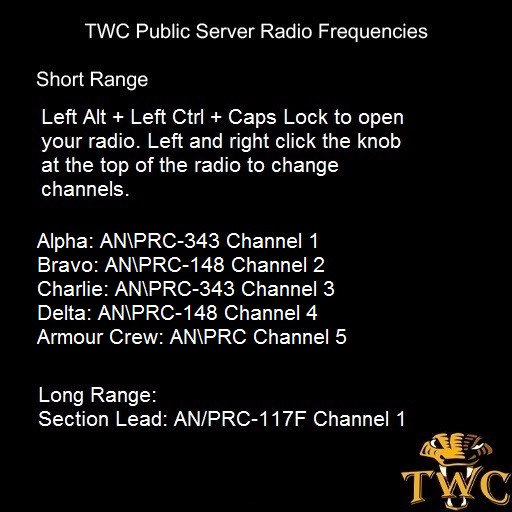 TWC Public Server Radio Frequencies
Short Range
Left Alt + Left Ctrl + Caps Lock to open
your radio. Left and right click the knob
at the top of the radio to change
channels.
Alpha: AN\PRC-343 Channel 1
Bravo: AN\PRC-148 Channel 2
Charlie: AN\PRC-343 Channel 3
Delta: AN\PRC-148 Channel 4
Armour Crew: AN\PRC Channel 5
Long Range:
Section Lead: AN/PRC-117F Channel 1
TWC